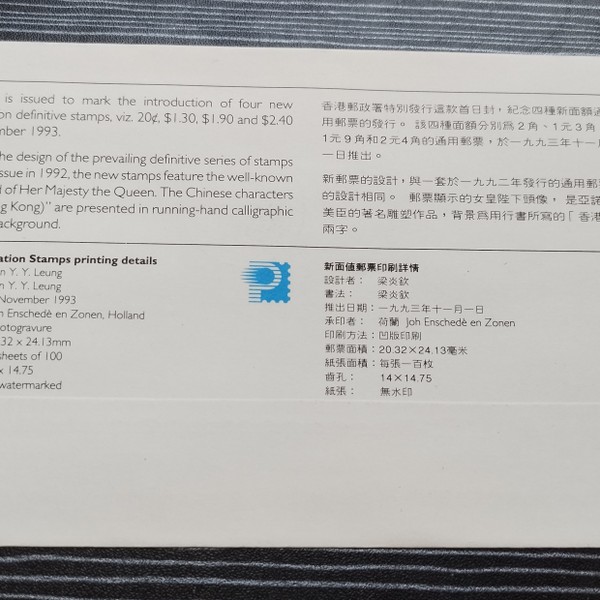 is issued to mark the introduction of four new
on definitive stamps, viz. 20¢, $1.30, $1.90 and $2.40
mber 1993.
he design of the prevailing definitive series of stamps
ssue in 1992, the new stamps feature the well-known
d of Her Majesty the Queen. The Chinese characters
g Kong)" are presented in running-hand calligraphic
ackground.
香港郵政署特別發行這款首日封，紀念四種新面額通
用郵票的發行。 該四種面額分別爲2角、1元3角、
1元9角和2元4角的通用郵票，於一九九三年十一月
一日推出。
新郵票的設計，與一套於一九九二年發行的通用郵票
的設計相同。 郵票顯示的女皇陛下頭像， 是亞諾
美臣的著名雕塑作品，背景爲用行書所寫的「香港
兩字。
ation Stamps printing details
n Y. Y. Leung
n Y. Y. Leung
November 1993
h Enschedé en Zonen, Holland
otogravure
.32 x 24.13mm
sheets of 100
x 14.75
watermarked
新面值郵票印刷詳情
設計者： 梁炎欽
書法： 梁炎欽
推出日期：一九九三年十一月一日
承印者： 荷蘭 Joh Enschedè en Zonen
印刷方法：凹版印刷
郵票面積：20.32×24.13毫米
紙張面積：每張一百枚
齒孔： 14×14.75
紙張： 無水印